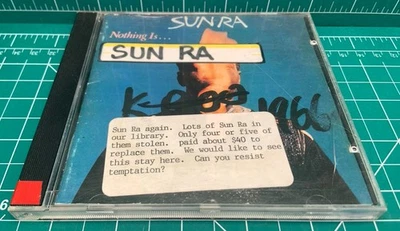 SUN RA
Nothing Is...
SUN RA
1966
Sun Ra again. Lots of Sun Ra in
our library. Only four or five of
them stolen. paid about $40 to
replace them. We would like to see
this stay here. Can you resist
temptation?